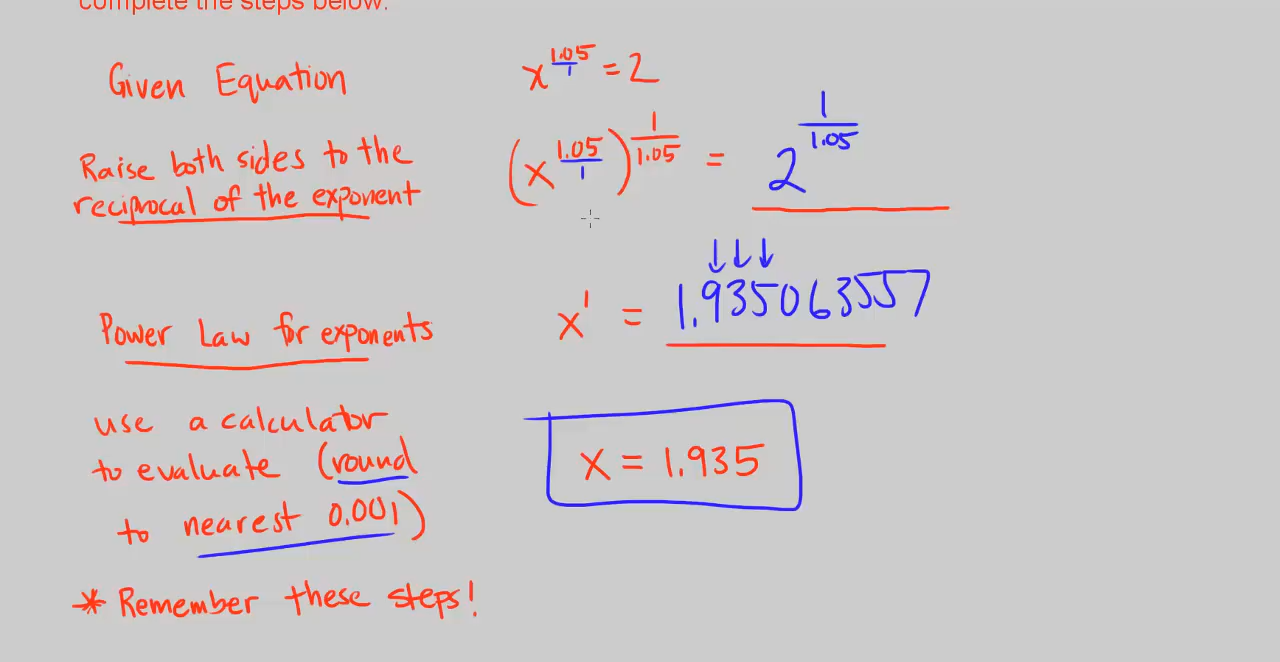 complete the steps below.
Given Equation x^(1.05/1) = 2
Raise both sides to the
reciprocal of the exponent (x^(1.05/1))^(1/1.05) = 2^(1/1.05)
Power Law for exponents x^1 = 1.935063557
use a calculator
to evaluate (round
to nearest 0.001) x = 1.935
* Remember these steps!